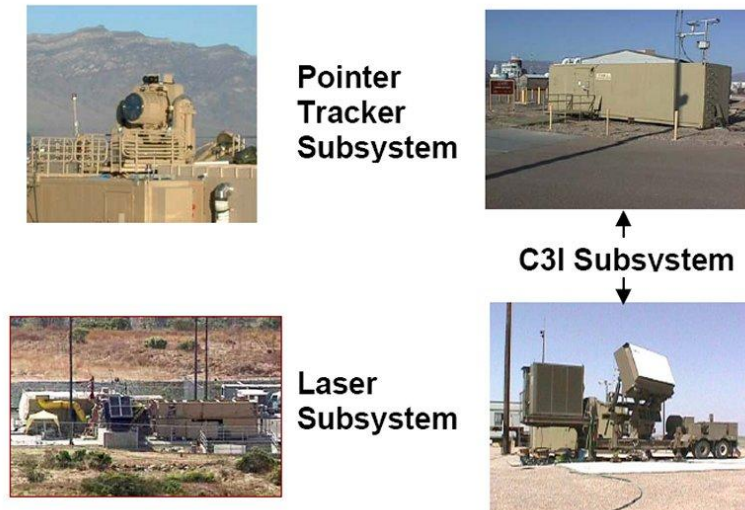 Pointer
Tracker
Subsystem
C3I Subsystem
Laser
Subsystem